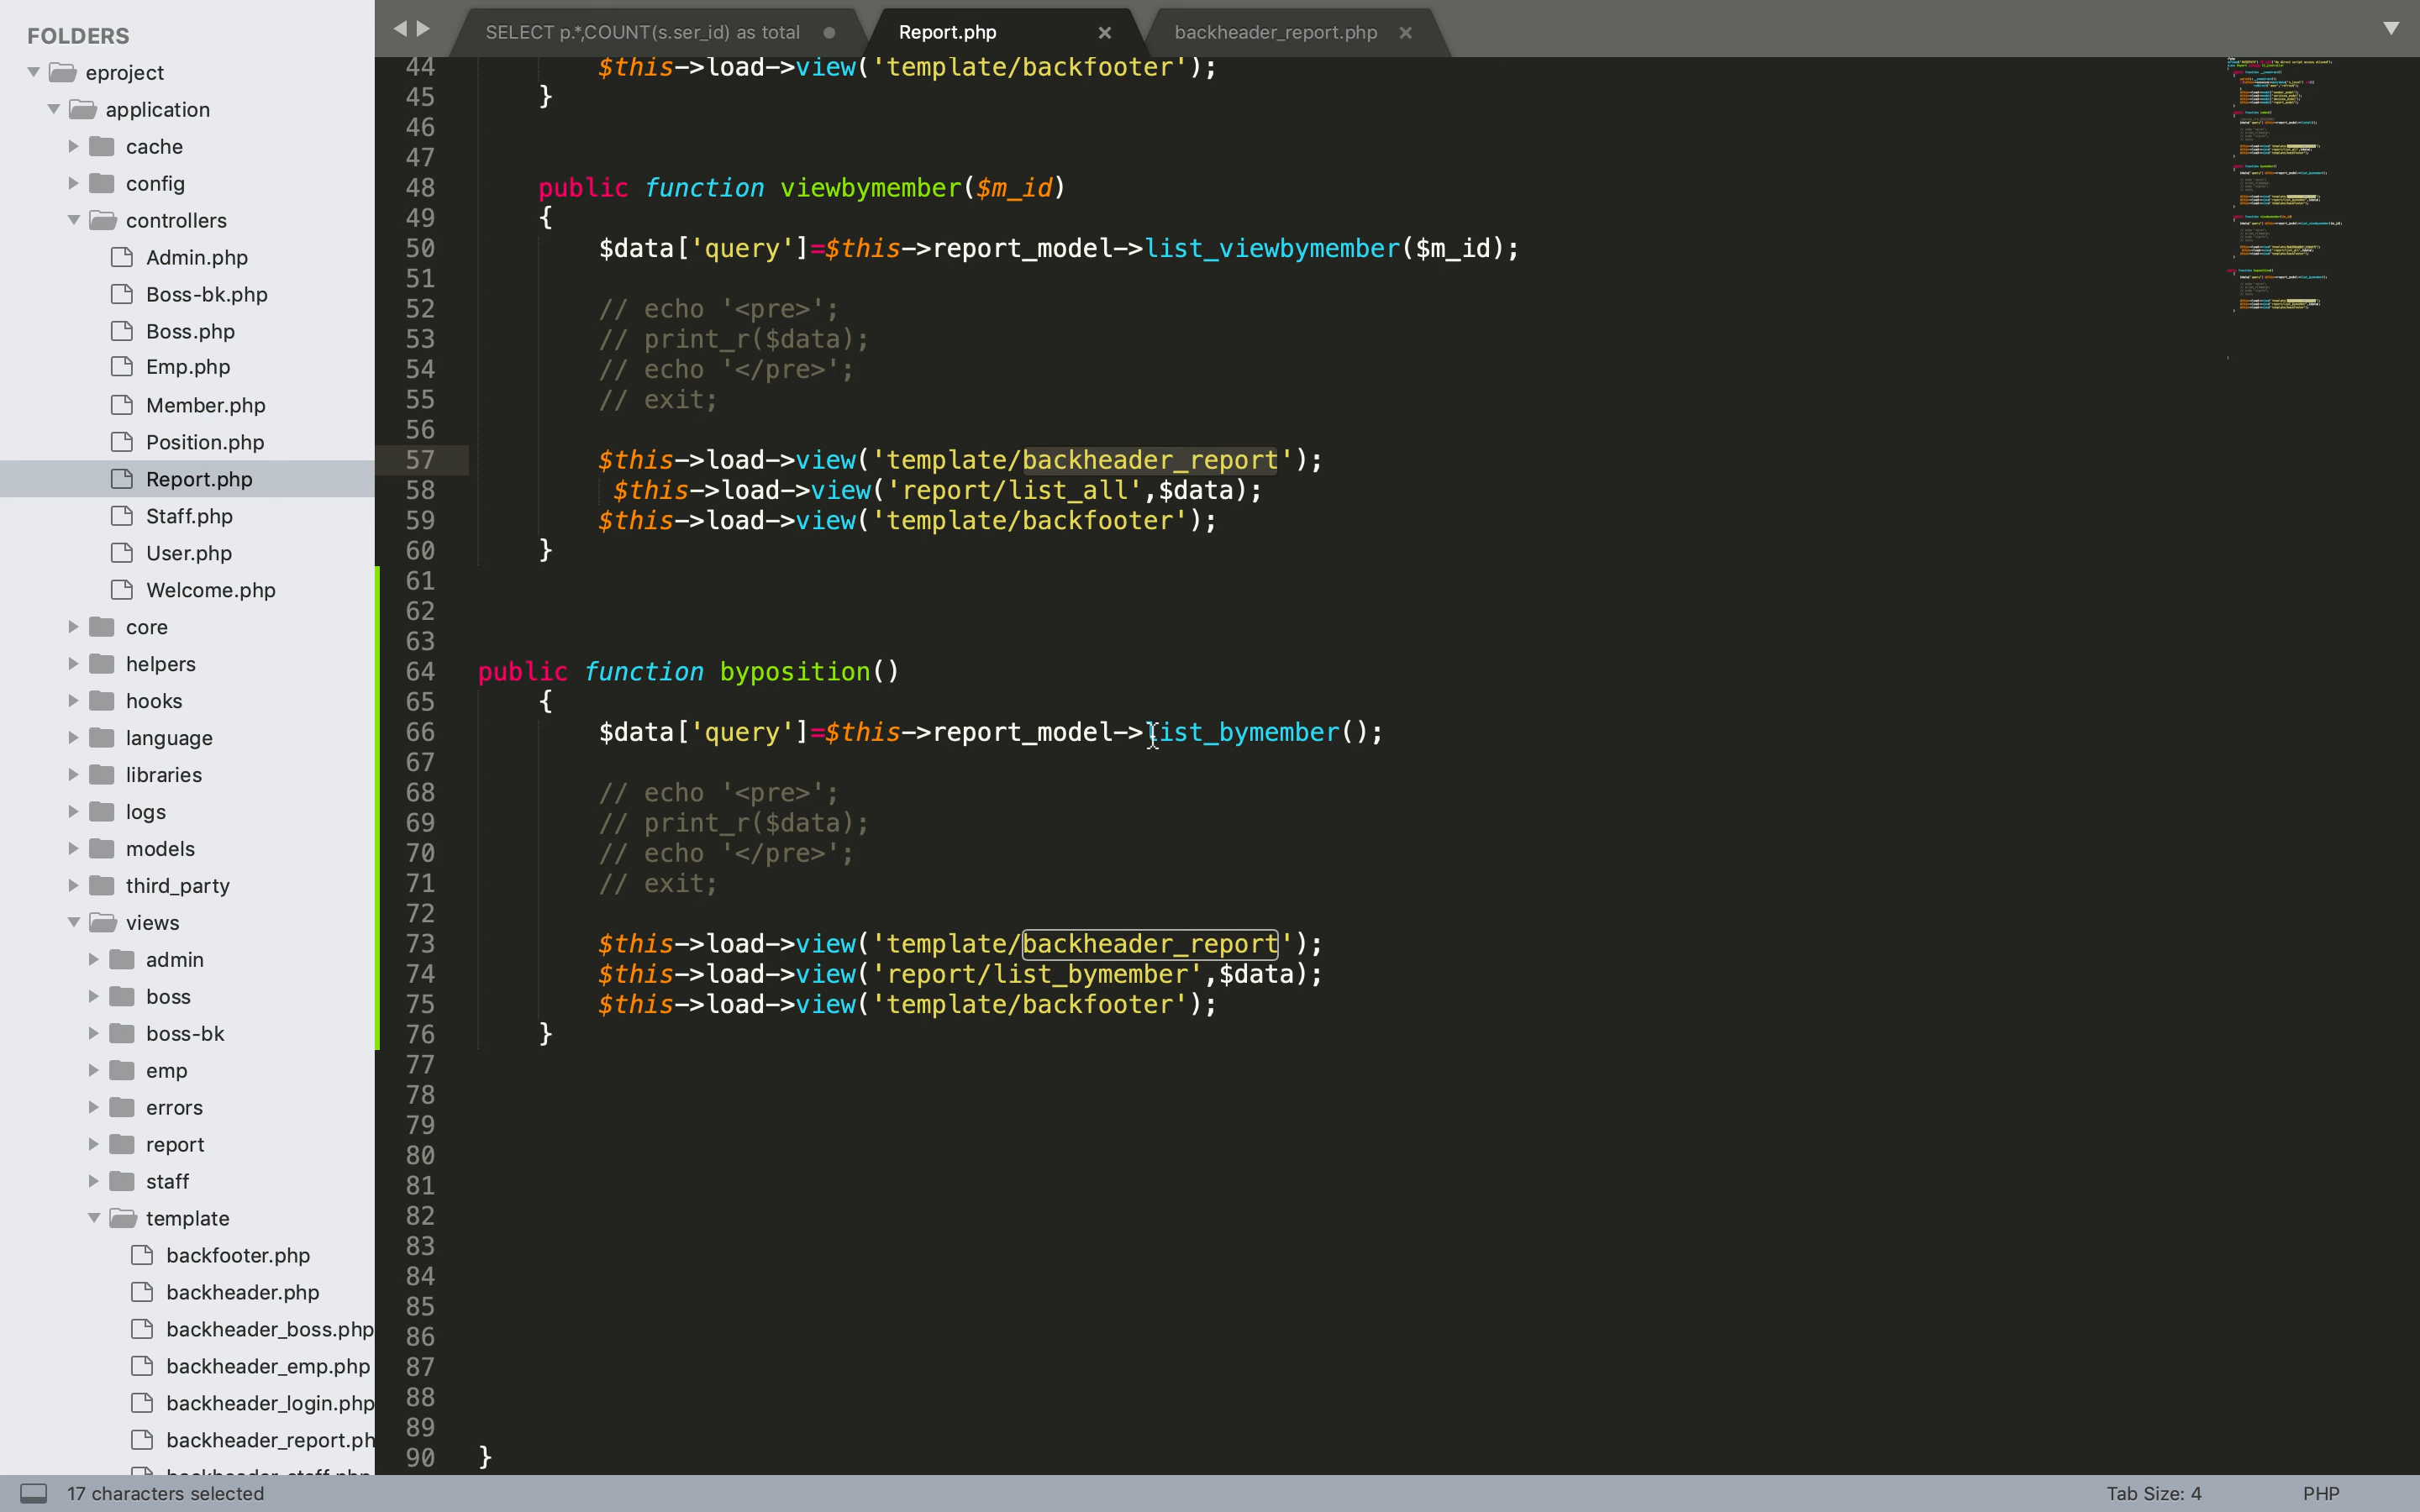 FOLDERS
eproject
application
cache
config
controllers
Admin.php
Boss-bk.php
Boss.php
Emp.php
Member.php
Position.php
Report.php
Staff.php
User.php
Welcome.php
core
helpers
hooks
language
libraries
logs
models
third_party
views
admin
boss
boss-bk
emp
errors
report
staff
template
backfooter.php
backheader.php
backheader_boss.php
backheader_emp.php
backheader_login.php
backheader_report.ph
SELECT p.*,COUNT(s.ser_id) as total
Report.php
backheader_report.php
44 $this->load->view('template/backfooter');
45 }
46
47
48 public function viewbymember($m_id)
49 {
50 $data['query']=$this->report_model->list_viewbymember($m_id);
51
52 // echo '<pre>';
53 // print_r($data);
54 // echo '</pre>';
55 // exit;
56
57 $this->load->view('template/backheader_report');
58 $this->load->view('report/list_all',$data);
59 $this->load->view('template/backfooter');
60 }
61
62
63
64 public function byposition()
65 {
66 $data['query']=$this->report_model->list_bymember();
67
68 // echo '<pre>';
69 // print_r($data);
70 // echo '</pre>';
71 // exit;
72
73 $this->load->view('template/backheader_report');
74 $this->load->view('report/list_bymember',$data);
75 $this->load->view('template/backfooter');
76 }
77
78
79
80
81
82
83
84
85
86
87
88
89
90 }
17 characters selected
Tab Size: 4
PHP